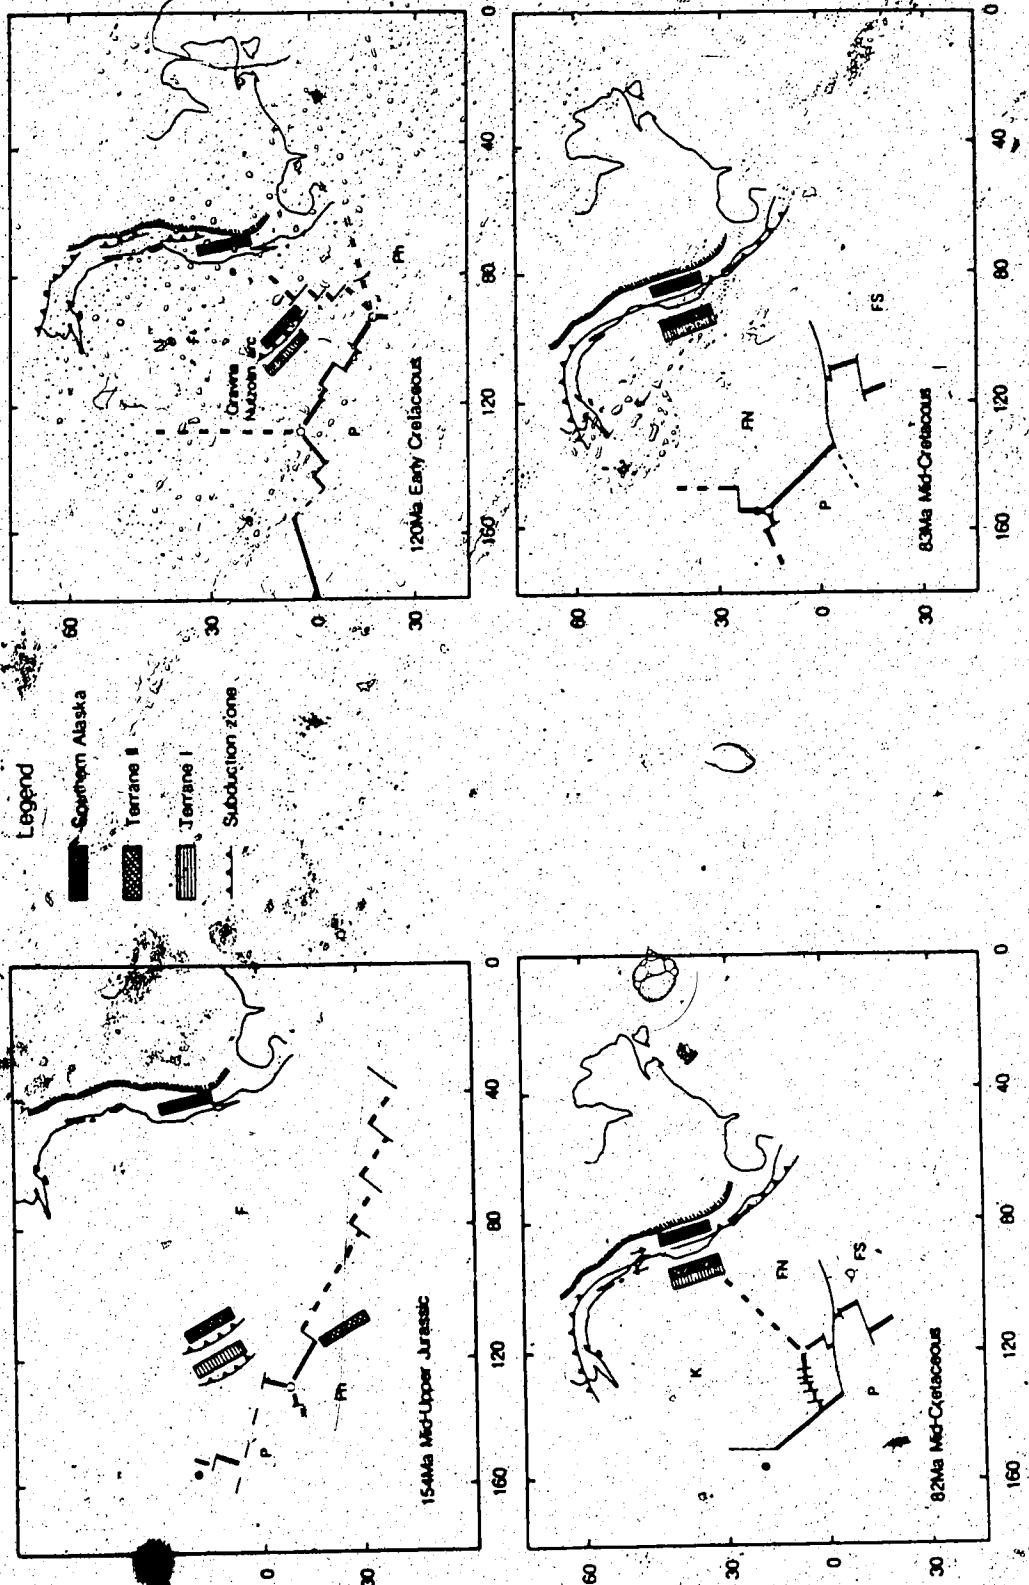 Legend
Southern Alaska
Terrane II
Terrane I
Subduction zone
0
30
F
P
Ph
154Ma Mid-Upper Jurassic
160
120
80
40
0
60
30
0
Gravina
Nutzotin arc
P
Ph
120Ma Early Cretaceous
160
120
80
40
0
60
30
0
30
K
FN
FS
P
82Ma Mid-Cretaceous
160
120
80
40
0
60
30
0
30
FN
FS
P
83Ma Mid-Cretaceous
160
120
80
40
0